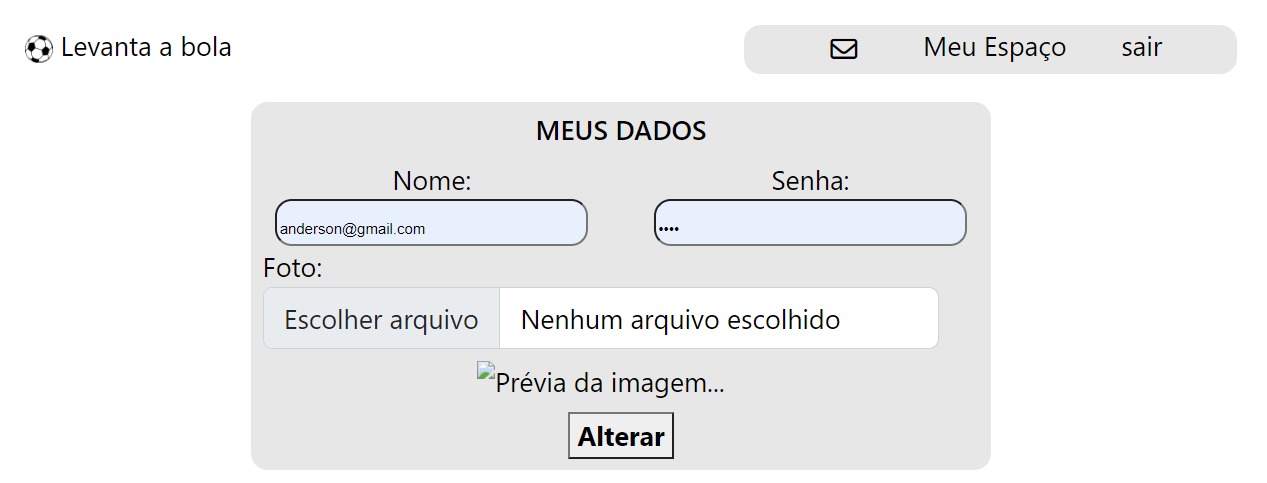 Levanta a bola
Meu Espaço sair
MEUS DADOS
Nome: Senha:
anderson@gmail.com ••••
Foto:
Escolher arquivo Nenhum arquivo escolhido
Prévia da imagem...
Alterar